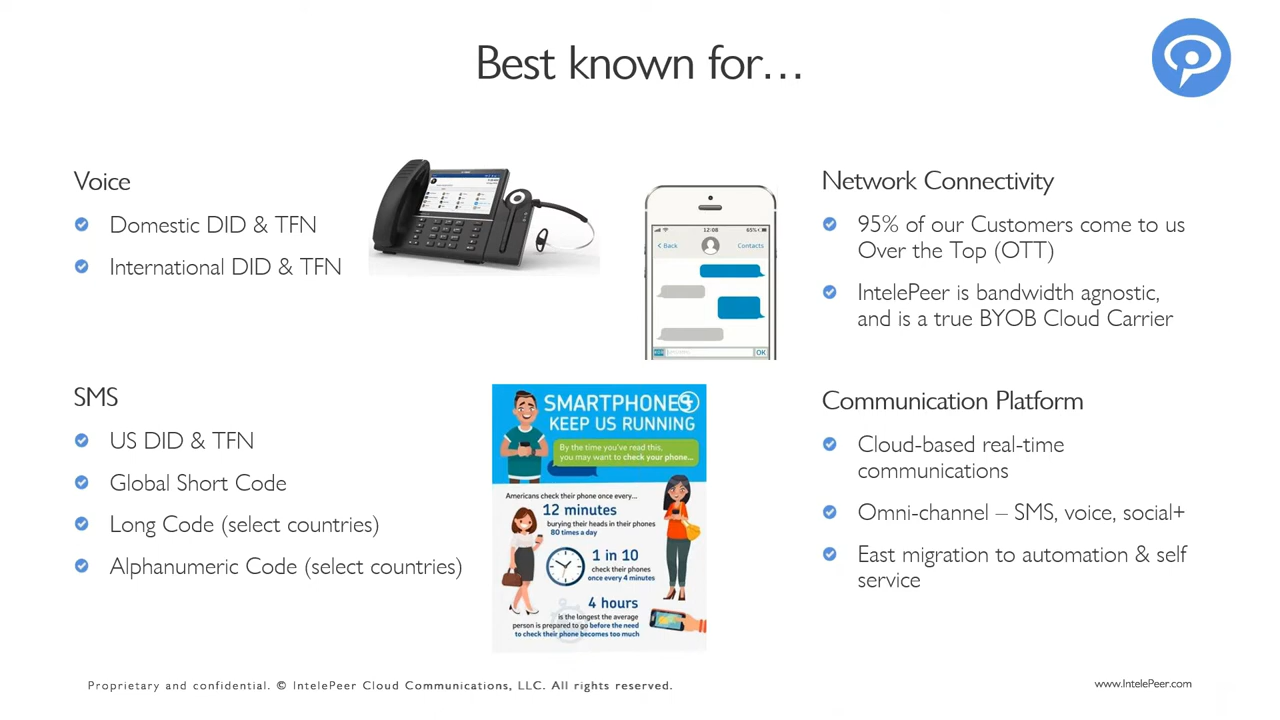 Best known for…
Voice
Domestic DID & TFN
International DID & TFN
12:08
65%
Back
Contacts
OK
Network Connectivity
95% of our Customers come to us
Over the Top (OTT)
IntelePeer is bandwidth agnostic,
and is a true BYOB Cloud Carrier
SMS
US DID & TFN
Global Short Code
Long Code (select countries)
Alphanumeric Code (select countries)
SMARTPHONES
KEEP US RUNNING
By the time you've read this,
you may want to check your phone...
Americans check their phone once every...
12 minutes
burying their heads in their phones
80 times a day
1 in 10
check their phones
once every 4 minutes
4 hours
is the longest the average
person is prepared to go before the need
to check their phone becomes too much
Communication Platform
Cloud-based real-time
communications
Omni-channel – SMS, voice, social+
East migration to automation & self
service
Proprietary and confidential. © IntelePeer Cloud Communications, LLC. All rights reserved.
www.IntelePeer.com